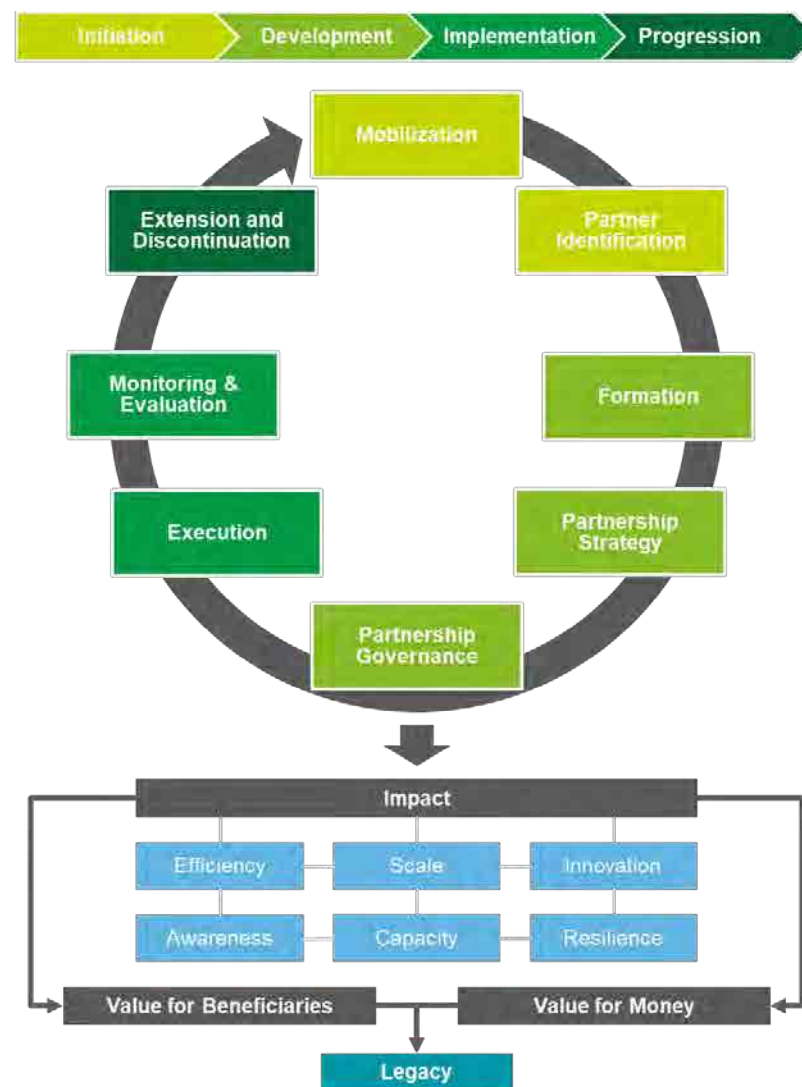 Initiation
Development
Implementation
Progression
Mobilization
Extension and
Discontinuation
Partner
Identification
Monitoring &
Evaluation
Formation
Execution
Partnership
Strategy
Partnership
Governance
Impact
Efficiency
Scale
Innovation
Awareness
Capacity
Resilience
Value for Beneficiaries
Value for Money
Legacy